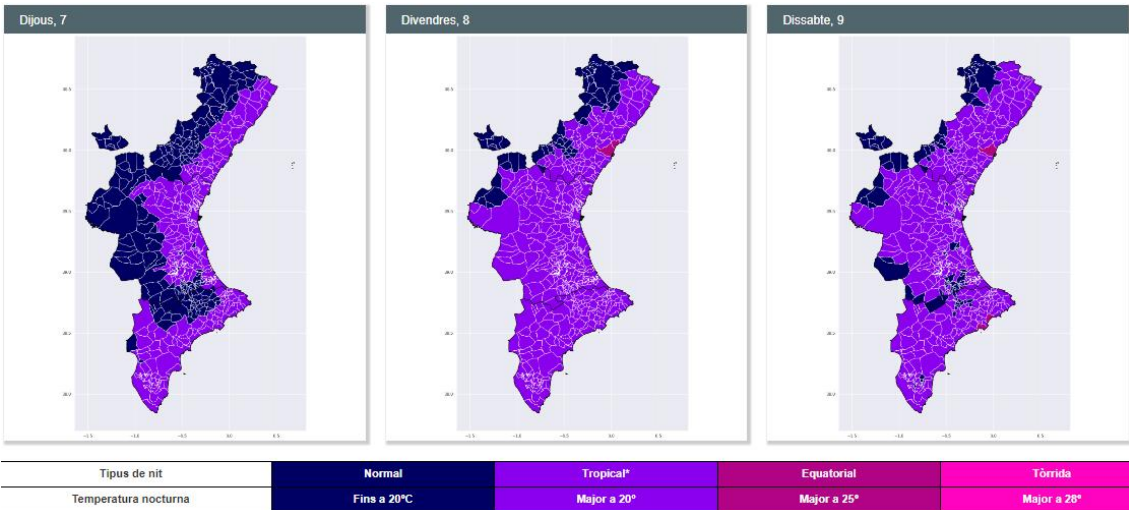 Dijous, 7
Divendres, 8
Dissabte, 9
Tipus de nit Normal Tropical* Equatorial Tòrrida
Temperatura nocturna Fins a 20ºC Major a 20º Major a 25º Major a 28º